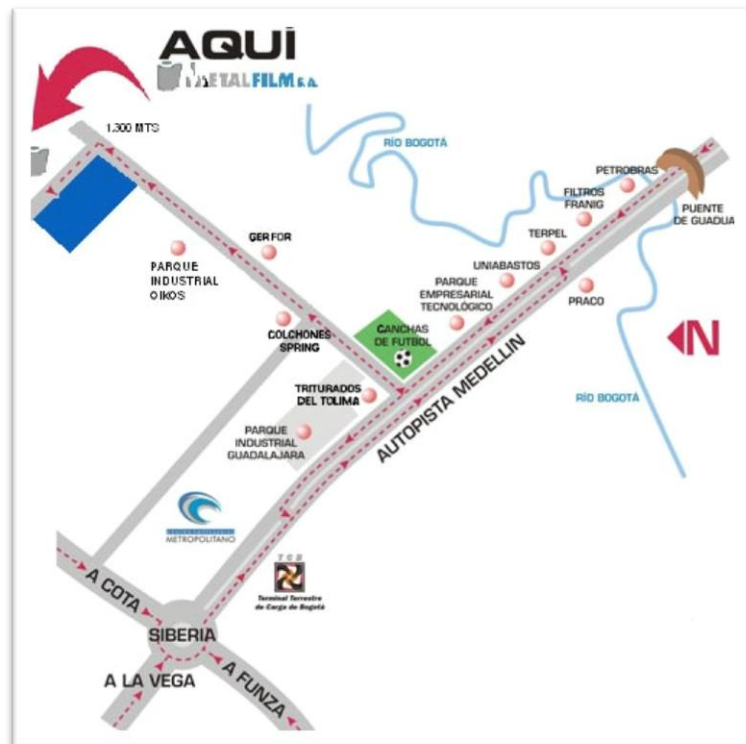 AQUÍ
METALFILM S.A.
1.300 MTS
RÍO BOGOTÁ
PETROBRAS
FILTROS
FRANIG
PUENTE
DE GUADUA
TERPEL
GERFOR
UNIABASTOS
PARQUE
INDUSTRIAL
OIKOS
PARQUE
EMPRESARIAL
TECNOLÓGICO
PRACO
COLCHONES
SPRING
CANCHAS
DE FUTBOL
N
TRITURADOS
DEL TOLIMA
AUTOPISTA MEDELLIN
RÍO BOGOTÁ
PARQUE
INDUSTRIAL
GUADALAJARA
METROPOLITANO
Terminal Terrestre
de Carga de Bogotá
A COTA
SIBERIA
A LA VEGA
A FUNZA